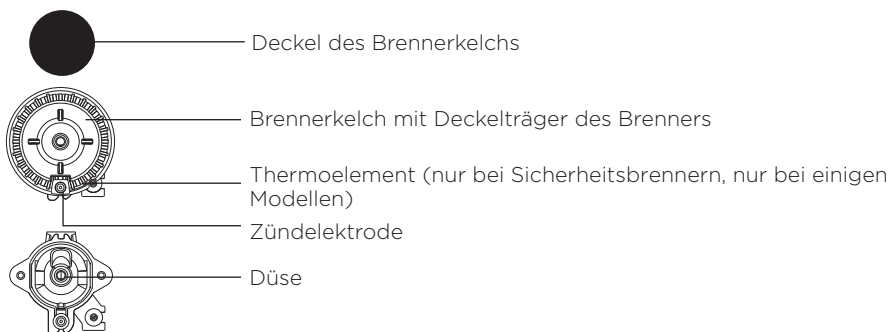 Deckel des Brennerkelchs
Brennerkelch mit Deckelträger des Brenners
Thermoelement (nur bei Sicherheitsbrennern, nur bei einigen
Modellen)
Zündelektrode
Düse